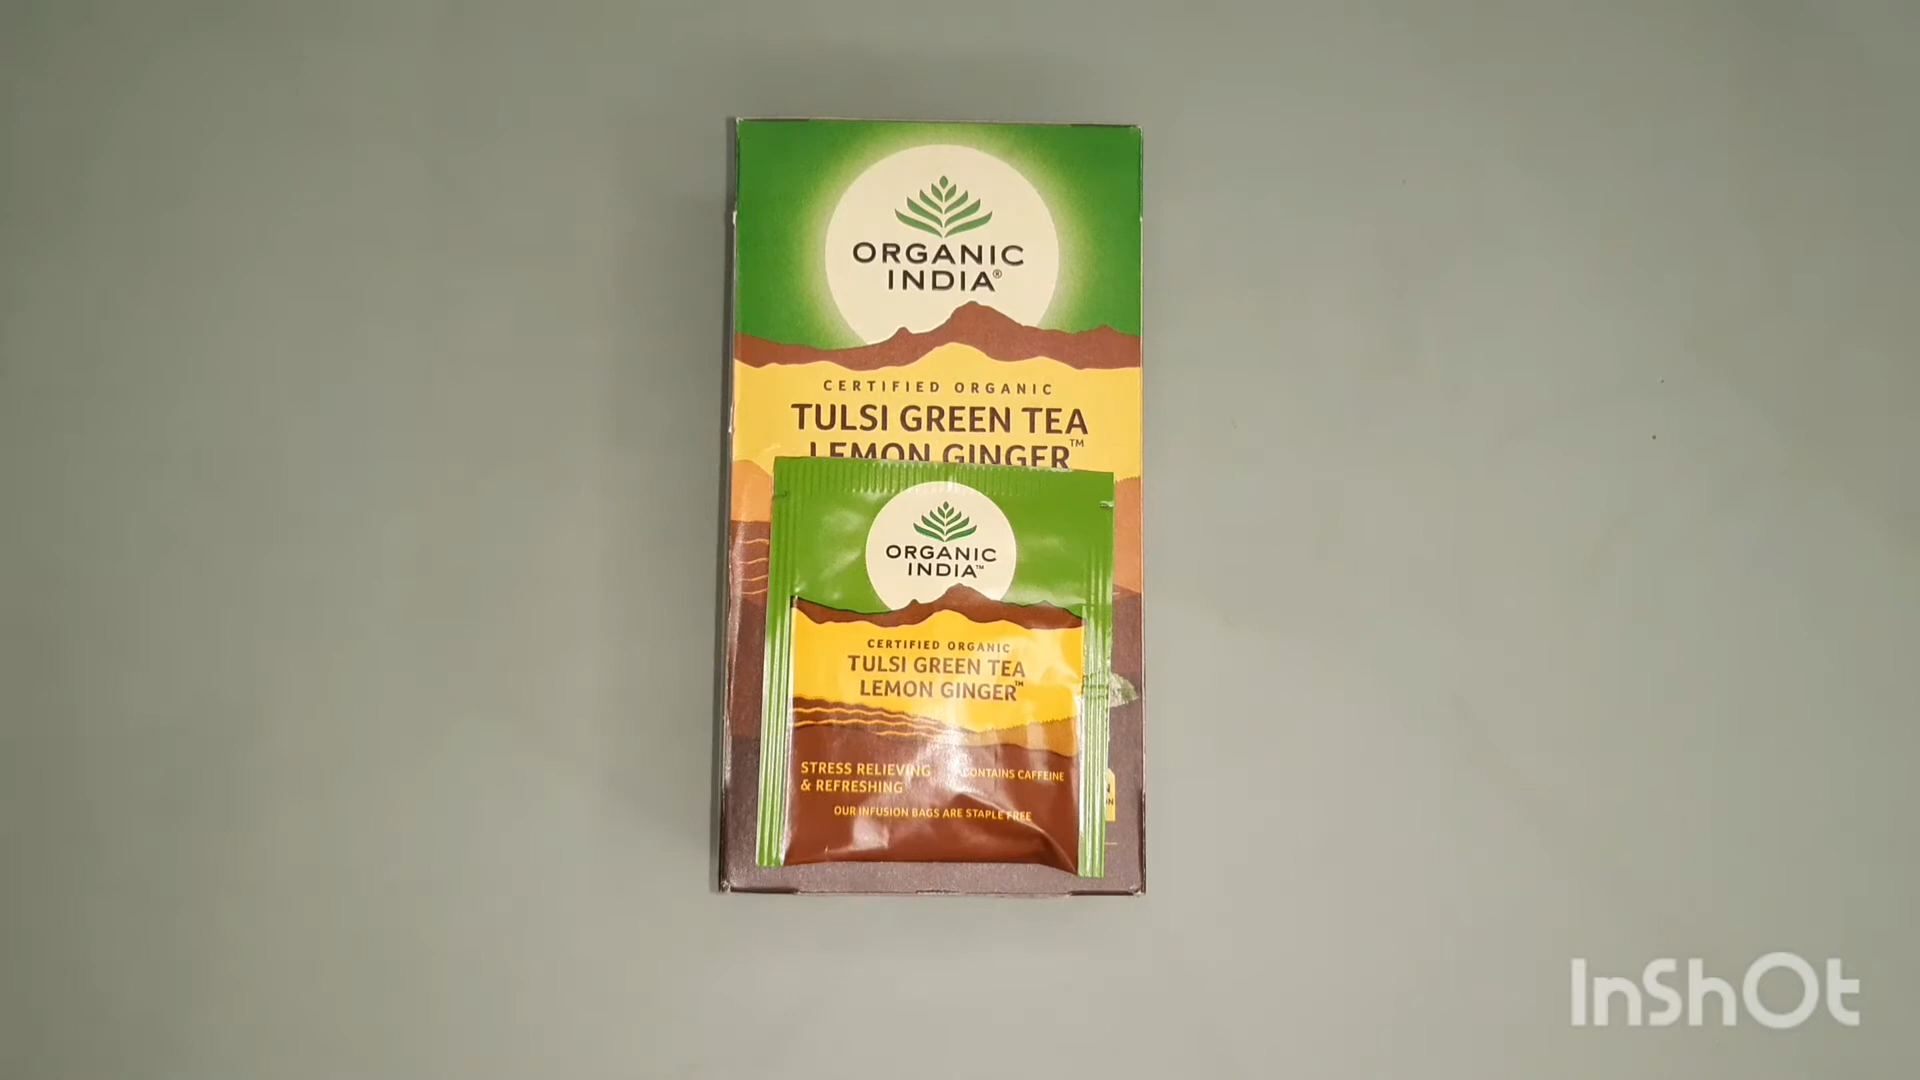 ORGANIC
INDIA®
CERTIFIED ORGANIC
TULSI GREEN TEA
LEMON GINGER™
ORGANIC
INDIA™
CERTIFIED ORGANIC
TULSI GREEN TEA
LEMON GINGER™
STRESS RELIEVING
& REFRESHING
CONTAINS CAFFEINE
OUR INFUSION BAGS ARE STAPLE FREE
InShOt